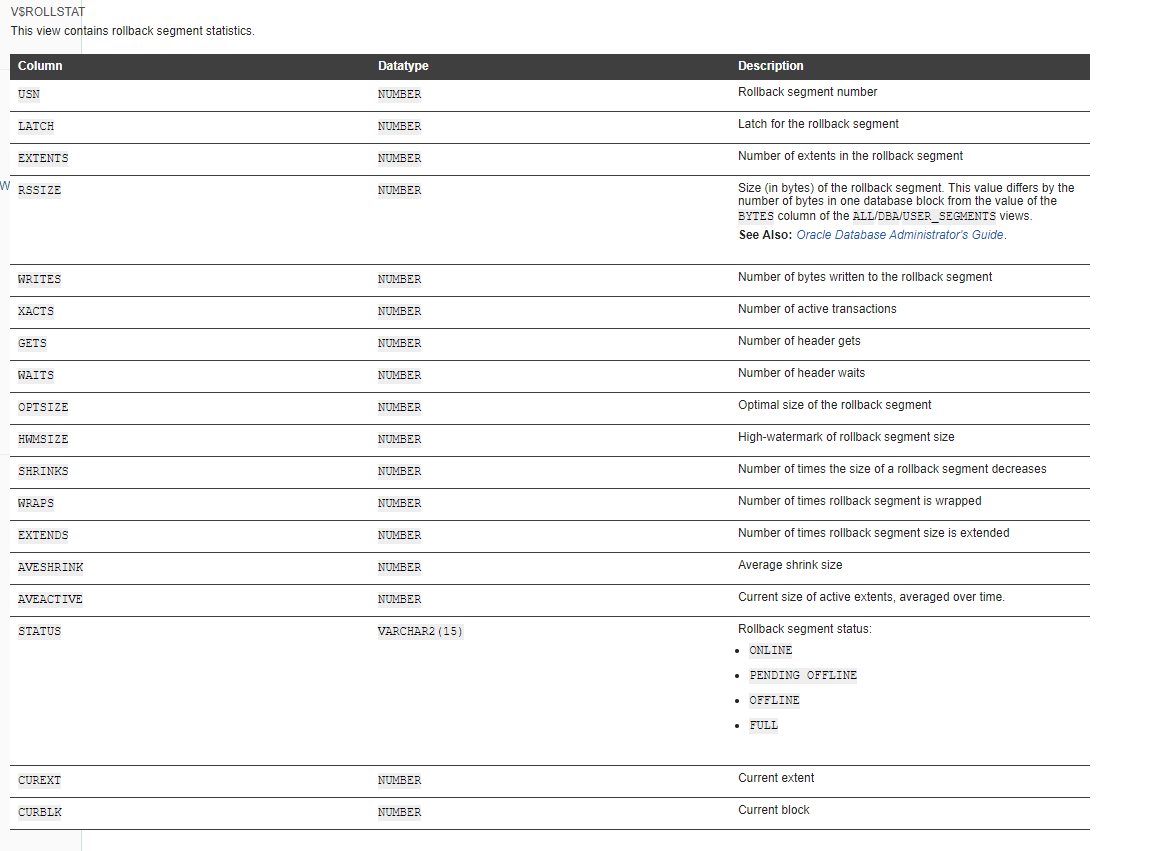 V$ROLLSTAT
This view contains rollback segment statistics.
Column Datatype Description
USN NUMBER Rollback segment number
LATCH NUMBER Latch for the rollback segment
EXTENTS NUMBER Number of extents in the rollback segment
W
RSSIZE NUMBER Size (in bytes) of the rollback segment. This value differs by the
number of bytes in one database block from the value of the
BYTES column of the ALL/DBA/USER_SEGMENTS views.
See Also: Oracle Database Administrator's Guide.
WRITES NUMBER Number of bytes written to the rollback segment
XACTS NUMBER Number of active transactions
GETS NUMBER Number of header gets
WAITS NUMBER Number of header waits
OPTSIZE NUMBER Optimal size of the rollback segment
HWMSIZE NUMBER High-watermark of rollback segment size
SHRINKS NUMBER Number of times the size of a rollback segment decreases
WRAPS NUMBER Number of times rollback segment is wrapped
EXTENDS NUMBER Number of times rollback segment size is extended
AVESHRINK NUMBER Average shrink size
AVEACTIVE NUMBER Current size of active extents, averaged over time.
STATUS VARCHAR2(15) Rollback segment status:
• ONLINE
• PENDING OFFLINE
• OFFLINE
• FULL
CUREXT NUMBER Current extent
CURBLK NUMBER Current block